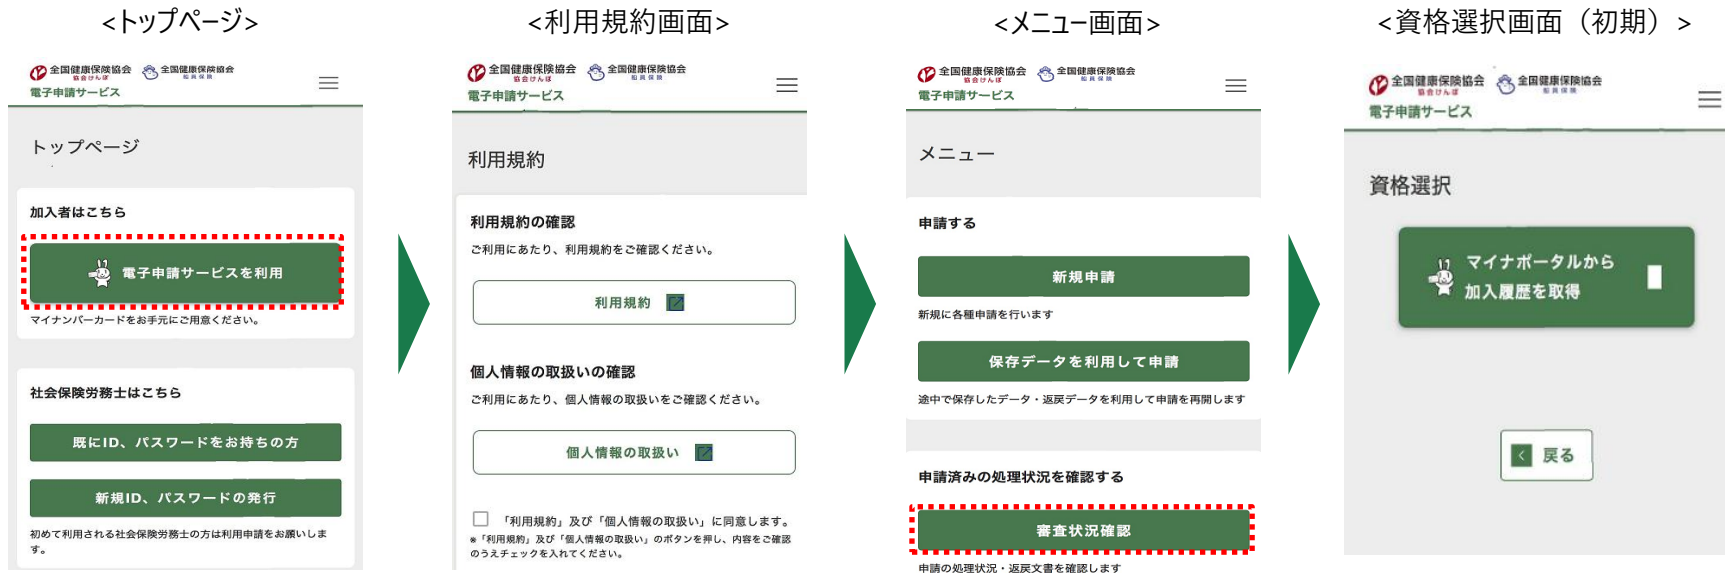 <トップページ>
全国健康保険協会
協会けんぽ
全国健康保険協会
船員保険
電子申請サービス
トップページ
加入者はこちら
電子申請サービスを利用
マイナンバーカードをお手元にご用意ください。
社会保険労務士はこちら
既にID、パスワードをお持ちの方
新規ID、パスワードの発行
初めて利用される社会保険労務士の方は利用申請をお願いしま
す。
<利用規約画面>
全国健康保険協会
協会けんぽ
全国健康保険協会
船員保険
電子申請サービス
利用規約
利用規約の確認
ご利用にあたり、利用規約をご確認ください。
利用規約
個人情報の取扱いの確認
ご利用にあたり、個人情報の取扱いをご確認ください。
個人情報の取扱い
「利用規約」及び「個人情報の取扱い」に同意します。
※「利用規約」及び「個人情報の取扱い」のボタンを押し、内容をご確認
のうえチェックを入れてください。
<メニュー画面>
全国健康保険協会
協会けんぽ
全国健康保険協会
船員保険
電子申請サービス
メニュー
申請する
新規申請
新規に各種申請を行います
保存データを利用して申請
途中で保存したデータ・返戻データを利用して申請を再開します
申請済みの処理状況を確認する
審査状況確認
申請の処理状況・返戻文書を確認します
<資格選択画面（初期）>
全国健康保険協会
協会けんぽ
全国健康保険協会
船員保険
電子申請サービス
資格選択
マイナポータルから
加入履歴を取得
戻る